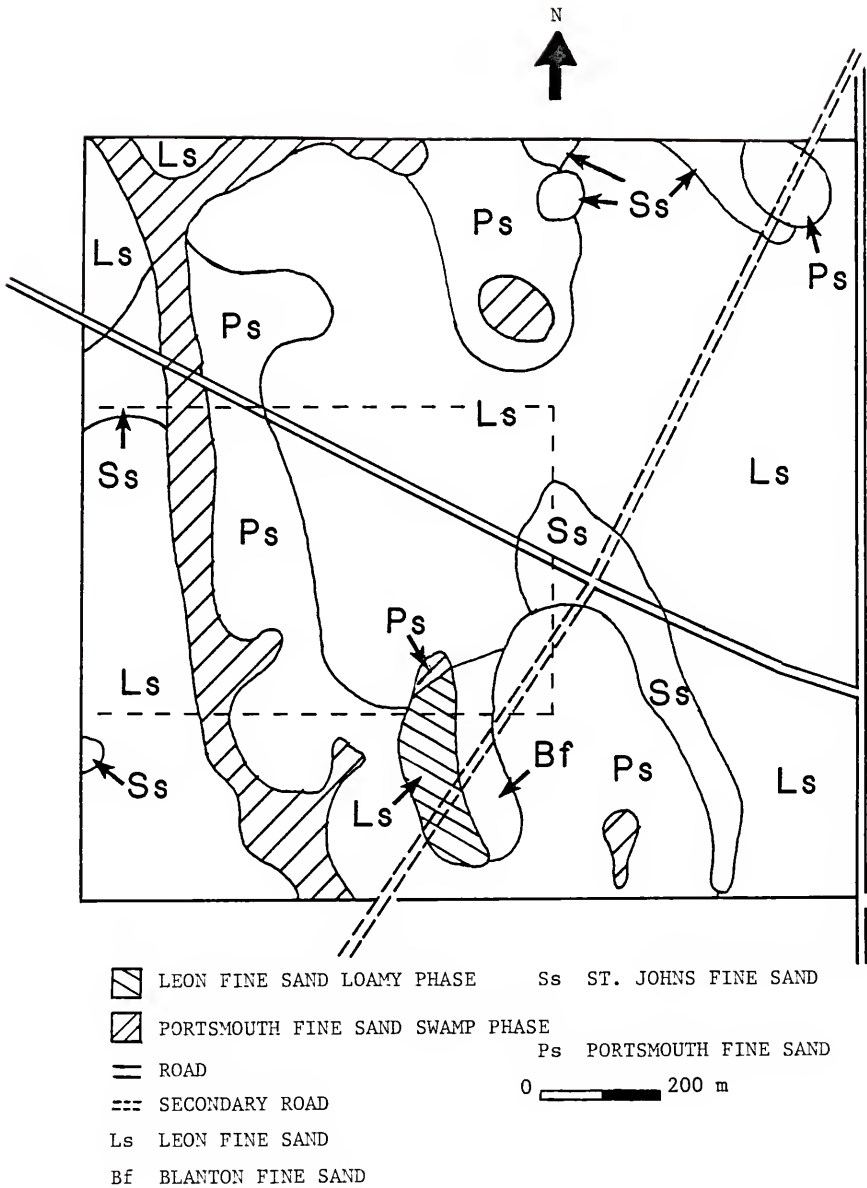 N
Ls
Ss
Ps
Ls
Ps
Ps
Ls
Ls
Ss
Ps
Ss
Ps
Ls
Ss
Bf
Ps
Ls
Ss
Ls
LEON FINE SAND LOAMY PHASE
PORTSMOUTH FINE SAND SWAMP PHASE
ROAD
SECONDARY ROAD
Ls LEON FINE SAND
Bf BLANTON FINE SAND
Ss ST. JOHNS FINE SAND
Ps PORTSMOUTH FINE SAND
0 200 m